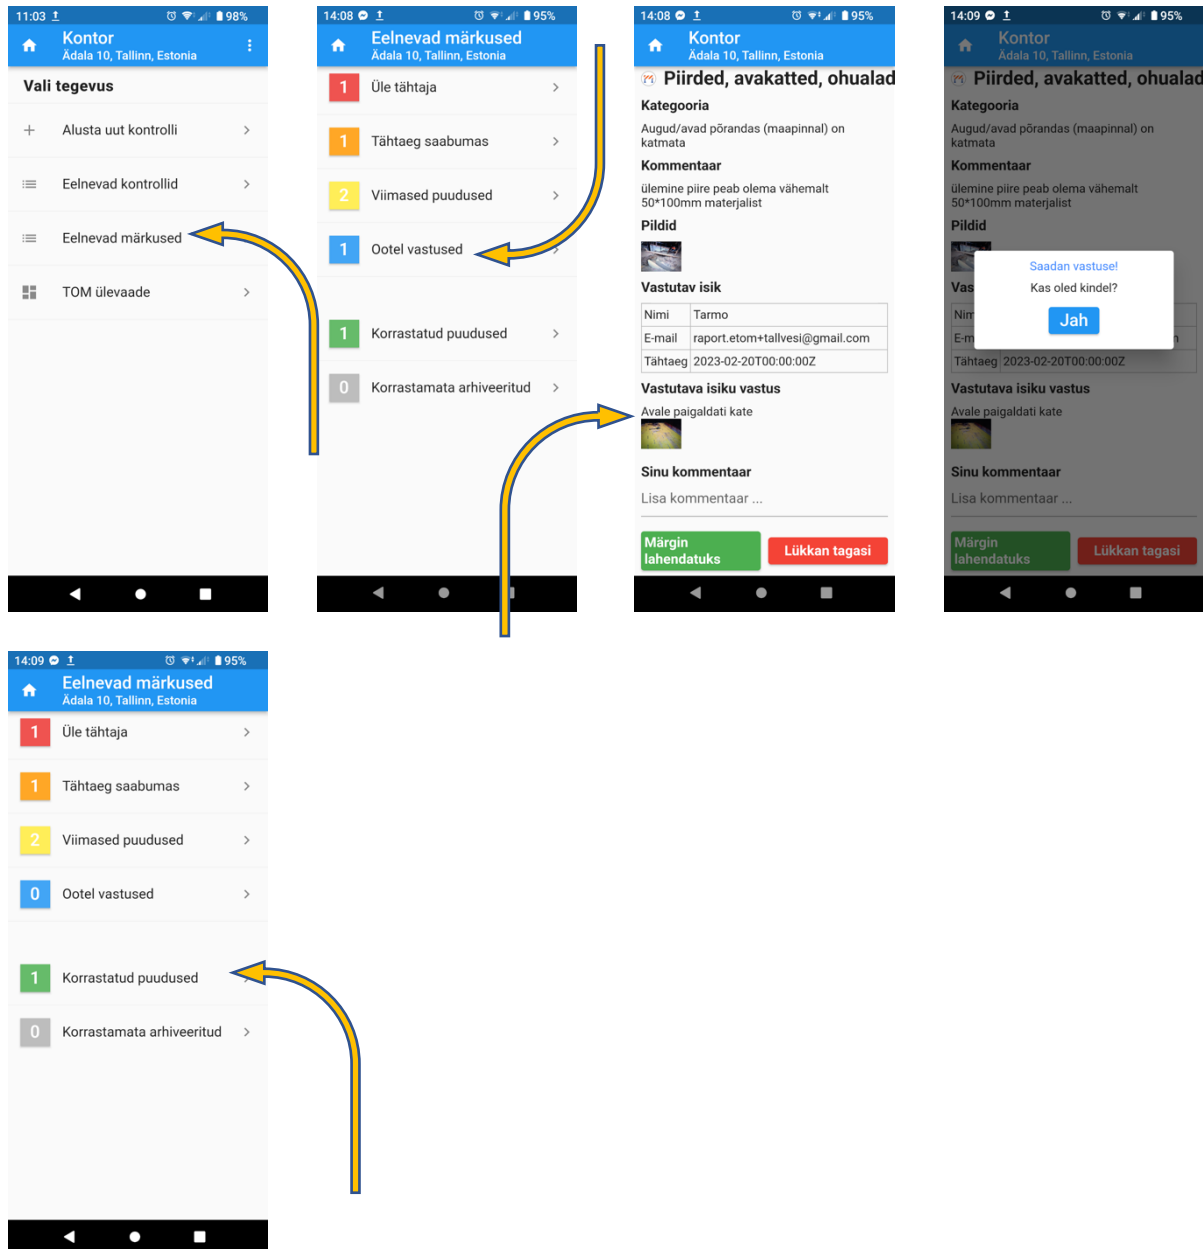 11:03 98%
Kontor
Ädala 10, Tallinn, Estonia
Vali tegevus
Alusta uut kontrolli
Eelnevad kontrollid
Eelnevad märkused
TOM ülevaade
14:08 95%
Eelnevad märkused
Ädala 10, Tallinn, Estonia
1 Üle tähtaja
1 Tähtaeg saabumas
2 Viimased puudused
1 Ootel vastused
1 Korrastatud puudused
0 Korrastamata arhiveeritud
14:08 95%
Kontor
Ädala 10, Tallinn, Estonia
Piirded, avakatted, ohualad
Kategooria
Augud/avad põrandas (maapinnal) on
katmata
Kommentaar
ülemine piire peab olema vähemalt
50*100mm materjalist
Pildid
Vastutav isik
Nimi Tarmo
E-mail raport.etom+tallvesi@gmail.com
Tähtaeg 2023-02-20T00:00:00Z
Vastutava isiku vastus
Avale paigaldati kate
Sinu kommentaar
Lisa kommentaar ...
Märgin
lahendatuks
Lükkan tagasi
14:09 95%
Kontor
Ädala 10, Tallinn, Estonia
Piirded, avakatted, ohualad
Kategooria
Augud/avad põrandas (maapinnal) on
katmata
Kommentaar
ülemine piire peab olema vähemalt
50*100mm materjalist
Pildid
Saadan vastuse!
Kas oled kindel?
Jah
Vas
Nim
E-m n
Tähtaeg 2023-02-20T00:00:00Z
Vastutava isiku vastus
Avale paigaldati kate
Sinu kommentaar
Lisa kommentaar ...
Märgin
lahendatuks
Lükkan tagasi
14:09 95%
Eelnevad märkused
Ädala 10, Tallinn, Estonia
1 Üle tähtaja
1 Tähtaeg saabumas
2 Viimased puudused
0 Ootel vastused
1 Korrastatud puudused
0 Korrastamata arhiveeritud